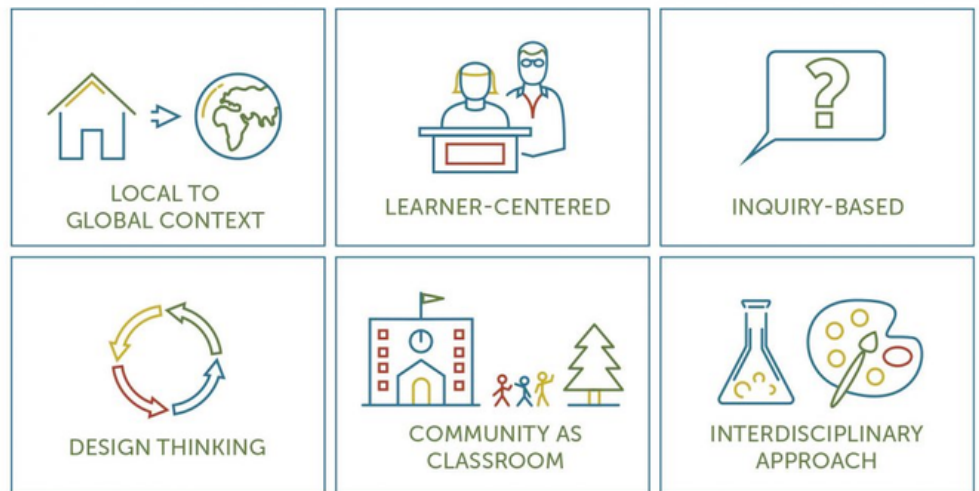 LOCAL TO
GLOBAL CONTEXT
LEARNER-CENTERED
INQUIRY-BASED
DESIGN THINKING
COMMUNITY AS
CLASSROOM
INTERDISCIPLINARY
APPROACH